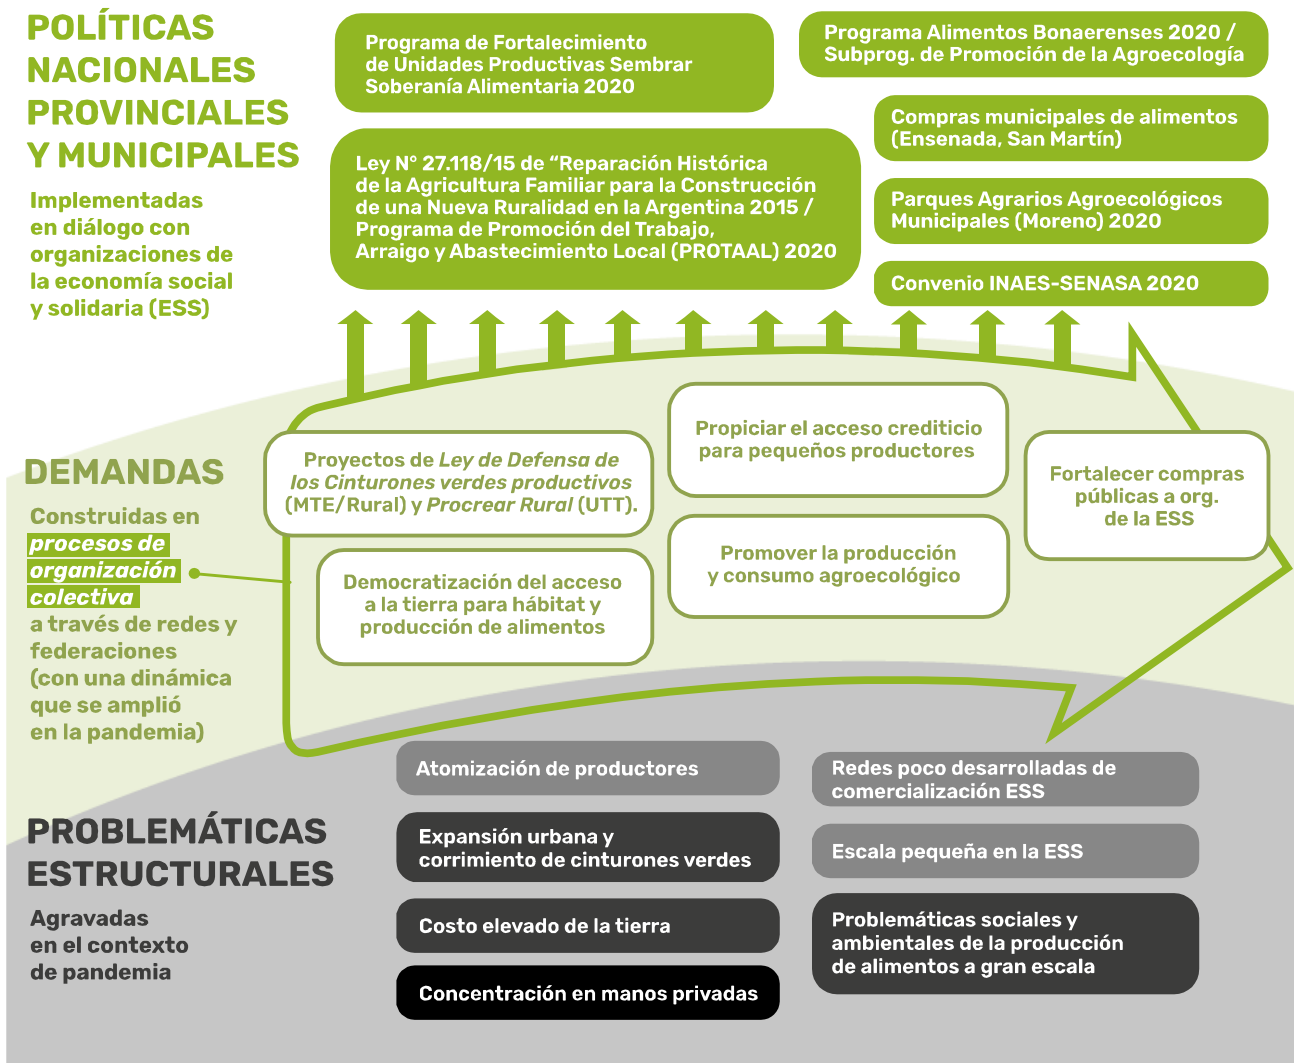 POLÍTICAS
NACIONALES
PROVINCIALES
Y MUNICIPALES
Implementadas
en diálogo con
organizaciones de
la economía social
y solidaria (ESS)
Programa de Fortalecimiento
de Unidades Productivas Sembrar
Soberanía Alimentaria 2020
Ley N° 27.118/15 de “Reparación Histórica
de la Agricultura Familiar para la Construcción
de una Nueva Ruralidad en la Argentina 2015 /
Programa de Promoción del Trabajo,
Arraigo y Abastecimiento Local (PROTAAL) 2020
Programa Alimentos Bonaerenses 2020 /
Subprog. de Promoción de la Agroecología
Compras municipales de alimentos
(Ensenada, San Martín)
Parques Agrarios Agroecológicos
Municipales (Moreno) 2020
Convenio INAES-SENASA 2020
DEMANDAS
Construidas en
procesos de
organización
colectiva
a través de redes y
federaciones
(con una dinámica
que se amplió
en la pandemia)
Proyectos de Ley de Defensa de
los Cinturones verdes productivos
(MTE/Rural) y Procrear Rural (UTT).
Democratización del acceso
a la tierra para hábitat y
producción de alimentos
Propiciar el acceso crediticio
para pequeños productores
Promover la producción
y consumo agroecológico
Fortalecer compras
públicas a org.
de la ESS
PROBLEMÁTICAS
ESTRUCTURALES
Agravadas
en el contexto
de pandemia
Atomización de productores
Expansión urbana y
corrimiento de cinturones verdes
Costo elevado de la tierra
Concentración en manos privadas
Redes poco desarrolladas de
comercialización ESS
Escala pequeña en la ESS
Problemáticas sociales y
ambientales de la producción
de alimentos a gran escala